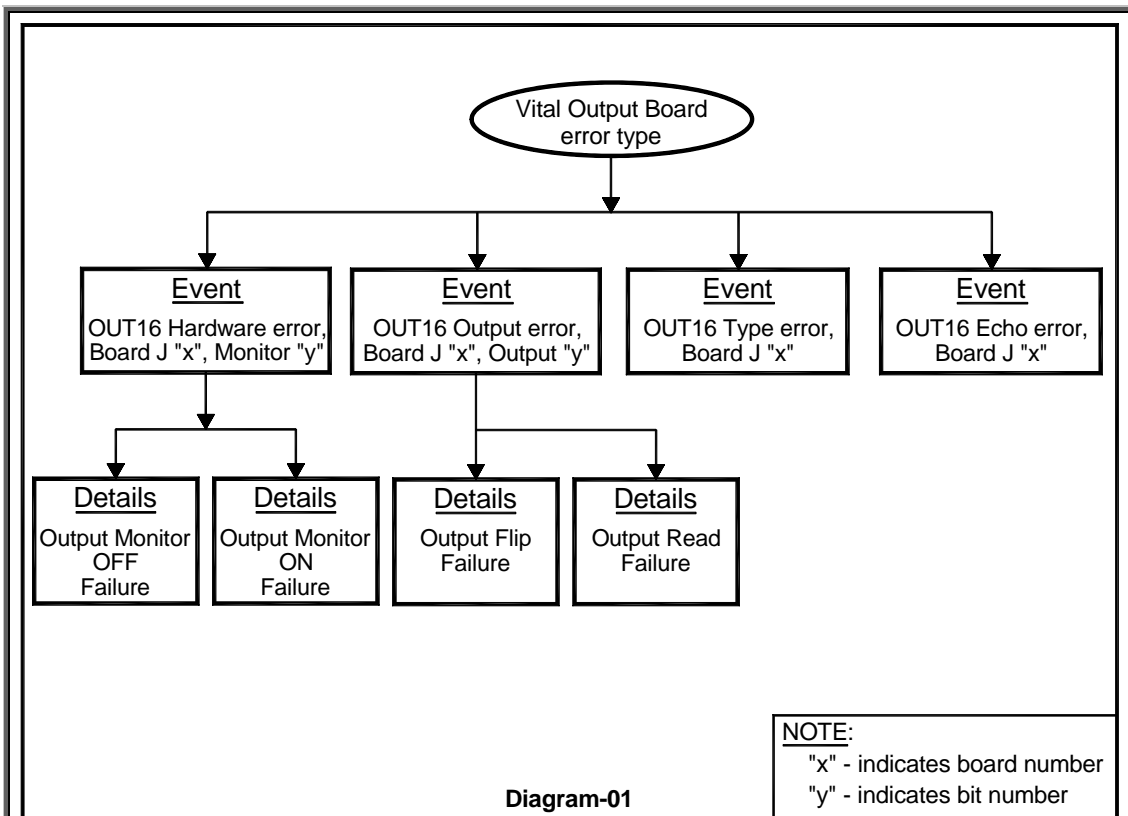 Vital Output Board
error type
Event
OUT16 Hardware error,
Board J "x", Monitor "y"
Event
OUT16 Output error,
Board J "x", Output "y"
Event
OUT16 Type error,
Board J "x"
Event
OUT16 Echo error,
Board J "x"
Details
Output Monitor
OFF
Failure
Details
Output Monitor
ON
Failure
Details
Output Flip
Failure
Details
Output Read
Failure
NOTE:
"x" - indicates board number
"y" - indicates bit number
Diagram-01